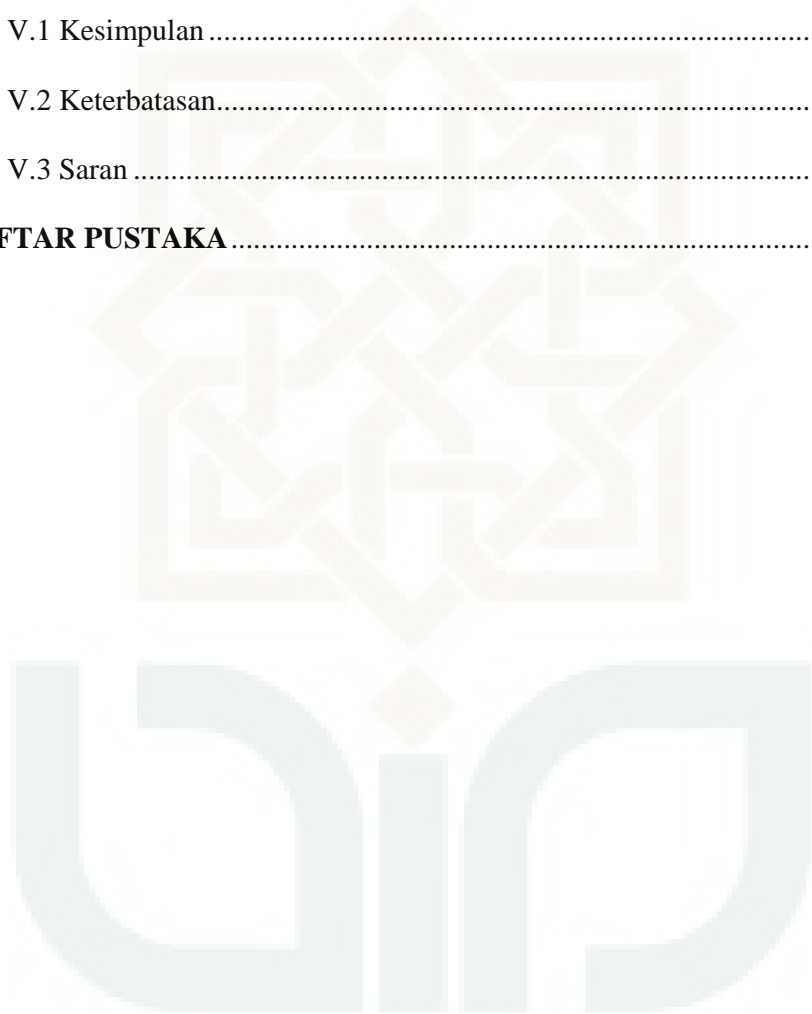 V.1 Kesimpulan ................................................................................
V.2 Keterbatasan...............................................................................
V.3 Saran ..........................................................................................
FTAR PUSTAKA .............................................................................